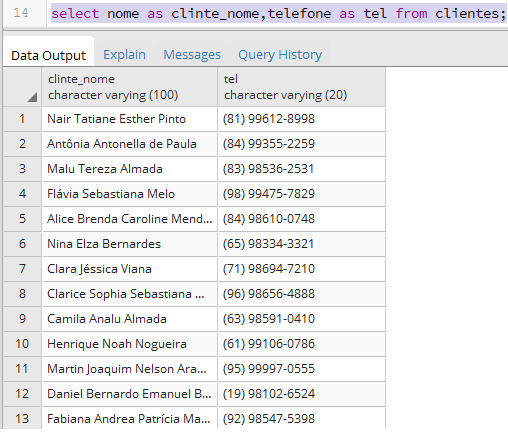 14 select nome as clinte_nome,telefone as tel from clientes;
Data Output Explain Messages Query History
clinte_nome tel
character varying (100) character varying (20)
1 Nair Tatiane Esther Pinto (81) 99612-8998
2 Antônia Antonella de Paula (84) 99355-2259
3 Malu Tereza Almada (83) 98536-2531
4 Flávia Sebastiana Melo (98) 99475-7829
5 Alice Brenda Caroline Mend... (84) 98610-0748
6 Nina Elza Bernardes (65) 98334-3321
7 Clara Jéssica Viana (71) 98694-7210
8 Clarice Sophia Sebastiana ... (96) 98656-4888
9 Camila Analu Almada (63) 98591-0410
10 Henrique Noah Nogueira (61) 99106-0786
11 Martin Joaquim Nelson Ara... (95) 99997-0555
12 Daniel Bernardo Emanuel B... (19) 98102-6524
13 Fabiana Andrea Patrícia Ma... (92) 98547-5398